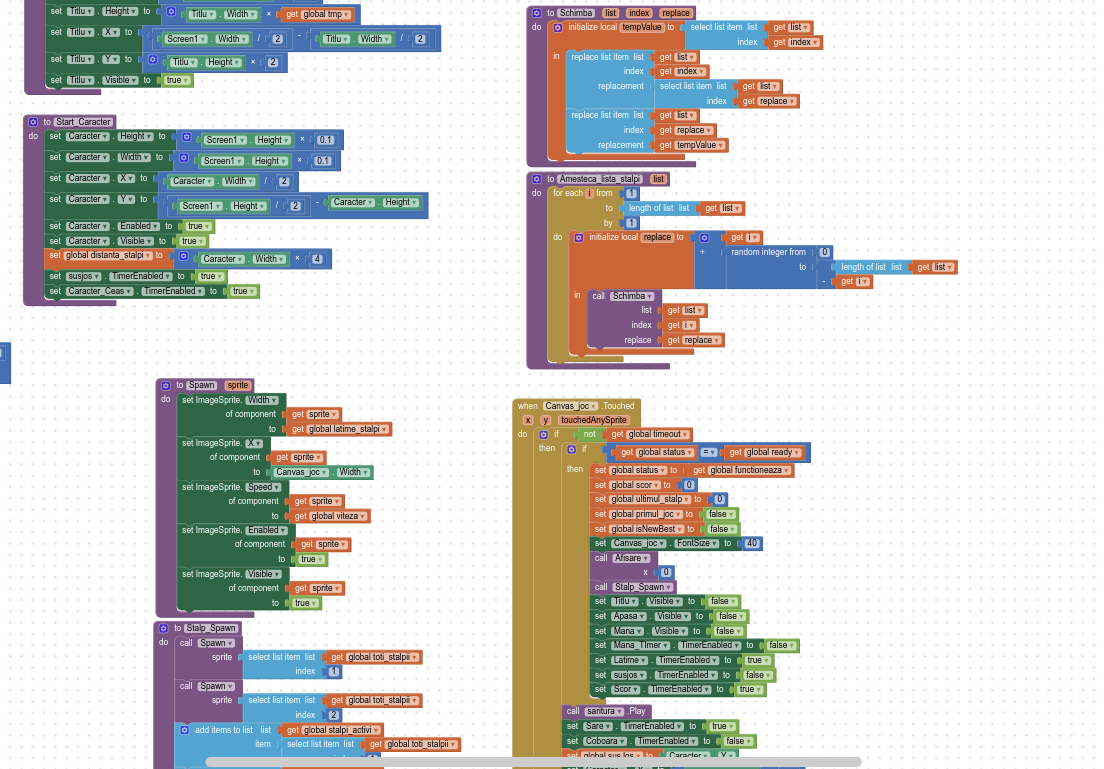 set Titlu . Height to Titlu . Width × get global tmp
set Titlu . X to Screen1 . Width / 2 - Titlu . Width / 2
set Titlu . Y to Titlu . Height × 2
set Titlu . Visible to true
to Start_Caracter
do set Caracter . Height to Screen1 . Height × 0.1
set Caracter . Width to Screen1 . Height × 0.1
set Caracter . X to Caracter . Width / 2
set Caracter . Y to Screen1 . Height / 2 - Caracter . Height
set Caracter . Enabled to true
set Caracter . Visible to true
set global distanta_stalpi to Caracter . Width × 4
set susjos . TimerEnabled to true
set Caracter_Ceas . TimerEnabled to true
to Spawn sprite
do set ImageSprite. Width
of component get sprite
to get global latime_stalpi
set ImageSprite. X
of component get sprite
to Canvas_joc . Width
set ImageSprite. Speed
of component get sprite
to get global viteza
set ImageSprite. Enabled
of component get sprite
to true
set ImageSprite. Visible
of component get sprite
to true
to Stalp_Spawn
do call Spawn
sprite select list item list get global toti_stalpii
index 1
call Spawn
sprite select list item list get global toti_stalpii
index 2
add items to list list get global stalpi_activi
item select list item list get global toti_stalpii
to Schimba list index replace
do initialize local tempValue to select list item list get list
index get index
in replace list item list get list
index get index
replacement select list item list get list
index get replace
replace list item list get list
index get replace
replacement get tempValue
to Amesteca_lista_stalpi list
do for each i from 1
to length of list list get list
by 1
do initialize local replace to get i
+ random integer from 0
to length of list list get list
- get i
in call Schimba
list get list
index get i
replace get replace
when Canvas_joc .Touched
x y touchedAnySprite
do if not get global timeout
then if get global status = get global ready
then set global status to get global functioneaza
set global scor to 0
set global ultimul_stalp to 0
set global primul_joc to false
set global isNewBest to false
set Canvas_joc . FontSize to 40
call Afisare
x 0
call Stalp_Spawn
set Titlu . Visible to false
set Apasa . Visible to false
set Mana . Visible to false
set Mana_TImer . TimerEnabled to false
set Latime . TimerEnabled to true
set susjos . TimerEnabled to false
set Scor . TimerEnabled to true
call saritura .Play
set Sare . TimerEnabled to true
set Coboara . TimerEnabled to false